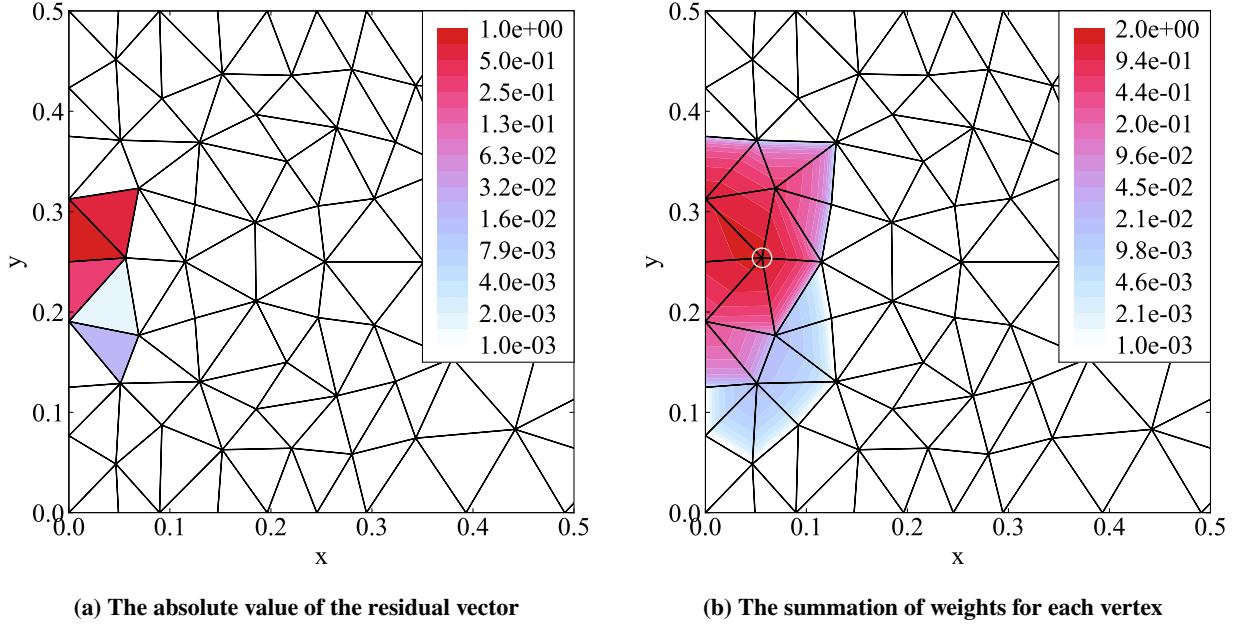 0.5
0.4
0.3
0.2
0.1
0.0
y
0.0 0.1 0.2 0.3 0.4 0.5
x
1.0e+00
5.0e-01
2.5e-01
1.3e-01
6.3e-02
3.2e-02
1.6e-02
7.9e-03
4.0e-03
2.0e-03
1.0e-03
(a) The absolute value of the residual vector
0.5
0.4
0.3
0.2
0.1
0.0
y
0.0 0.1 0.2 0.3 0.4 0.5
x
2.0e+00
9.4e-01
4.4e-01
2.0e-01
9.6e-02
4.5e-02
2.1e-02
9.8e-03
4.6e-03
2.1e-03
1.0e-03
(b) The summation of weights for each vertex